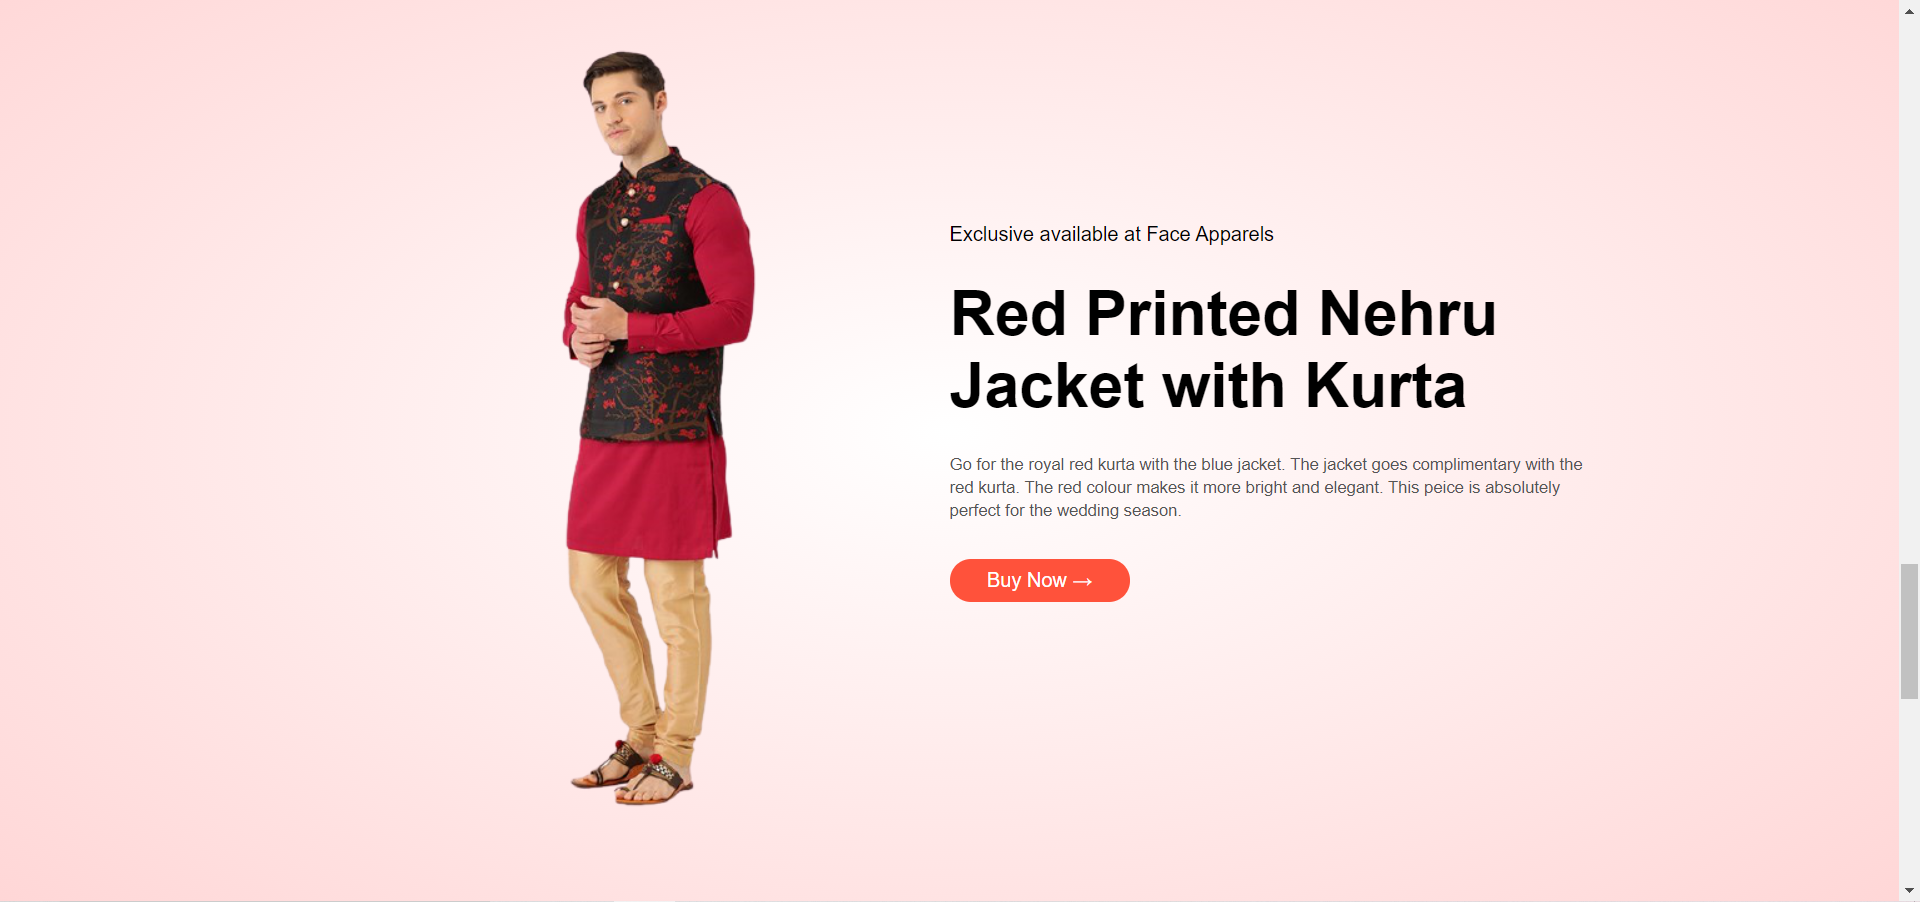 Exclusive available at Face Apparels
Red Printed Nehru
Jacket with Kurta
Go for the royal red kurta with the blue jacket. The jacket goes complimentary with the
red kurta. The red colour makes it more bright and elegant. This peice is absolutely
perfect for the wedding season.
Buy Now →